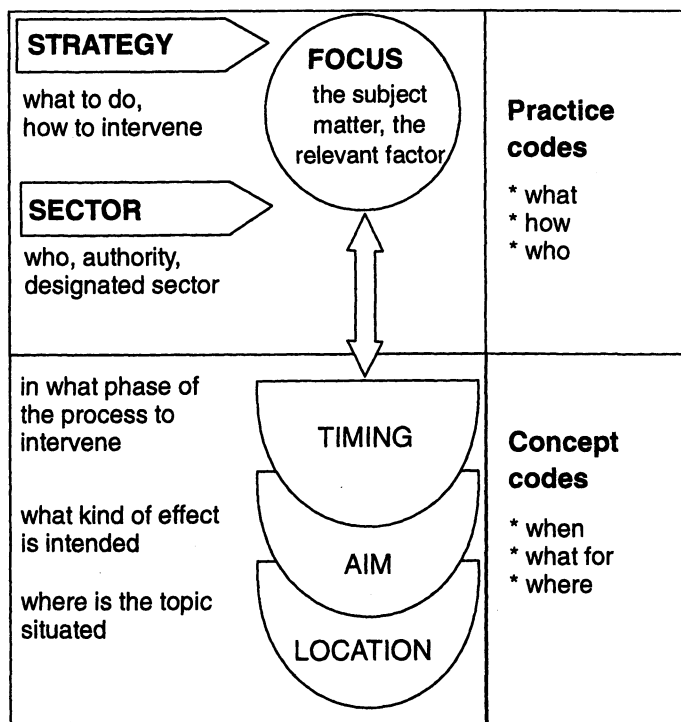 STRATEGY
what to do,
how to intervene
FOCUS
the subject
matter, the
relevant factor
SECTOR
who, authority,
designated sector
Practice
codes
* what
* how
* who
in what phase of
the process to
intervene
TIMING
what kind of effect
is intended
AIM
where is the topic
situated
LOCATION
Concept
codes
* when
* what for
* where